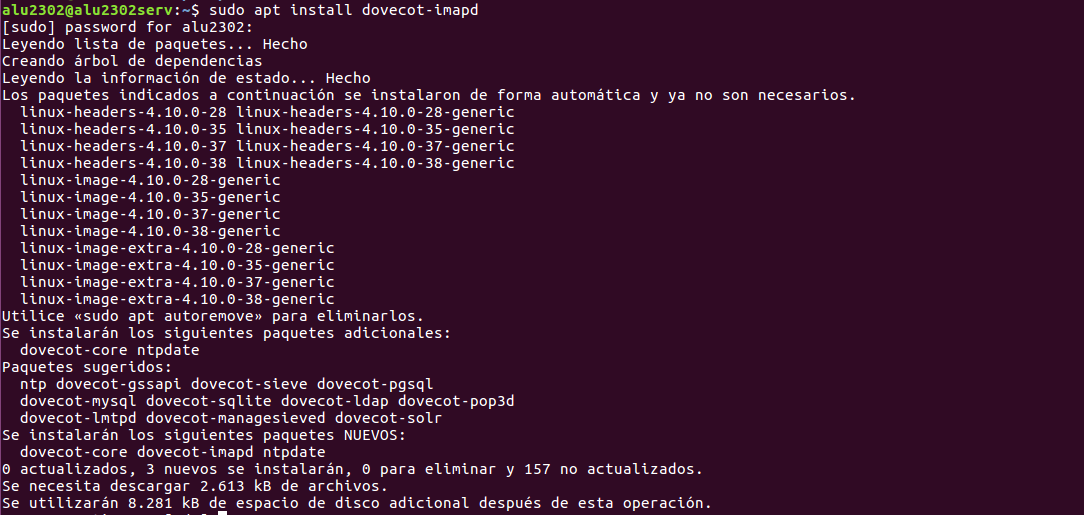 alu2302@alu2302serv:~$ sudo apt install dovecot-imapd
[sudo] password for alu2302:
Leyendo lista de paquetes... Hecho
Creando árbol de dependencias
Leyendo la información de estado... Hecho
Los paquetes indicados a continuación se instalaron de forma automática y ya no son necesarios.
  linux-headers-4.10.0-28 linux-headers-4.10.0-28-generic
  linux-headers-4.10.0-35 linux-headers-4.10.0-35-generic
  linux-headers-4.10.0-37 linux-headers-4.10.0-37-generic
  linux-headers-4.10.0-38 linux-headers-4.10.0-38-generic
  linux-image-4.10.0-28-generic
  linux-image-4.10.0-35-generic
  linux-image-4.10.0-37-generic
  linux-image-4.10.0-38-generic
  linux-image-extra-4.10.0-28-generic
  linux-image-extra-4.10.0-35-generic
  linux-image-extra-4.10.0-37-generic
  linux-image-extra-4.10.0-38-generic
Utilice «sudo apt autoremove» para eliminarlos.
Se instalarán los siguientes paquetes adicionales:
  dovecot-core ntpdate
Paquetes sugeridos:
  ntp dovecot-gssapi dovecot-sieve dovecot-pgsql
  dovecot-mysql dovecot-sqlite dovecot-ldap dovecot-pop3d
  dovecot-lmtpd dovecot-managesieved dovecot-solr
Se instalarán los siguientes paquetes NUEVOS:
  dovecot-core dovecot-imapd ntpdate
0 actualizados, 3 nuevos se instalarán, 0 para eliminar y 157 no actualizados.
Se necesita descargar 2.613 kB de archivos.
Se utilizarán 8.281 kB de espacio de disco adicional después de esta operación.